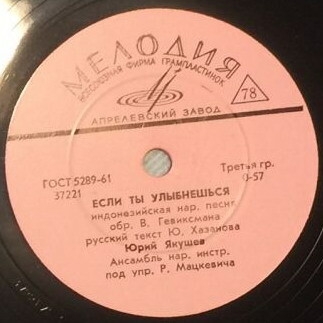 МЕЛОДИЯ
ВСЕСОЮЗНАЯ ФИРМА ГРАМПЛАСТИНОК
78
АПРЕЛЕВСКИЙ ЗАВОД
ГОСТ 5289-61
37221
Третья гр.
0-57
ЕСЛИ ТЫ УЛЫБНЕШЬСЯ
индонезийская нар. песня
обр. В. Гевиксмана
русский текст Ю. Хазанова
Юрий Якушев
Ансамбль нар. инстр.
под упр. Р. Мацкевича